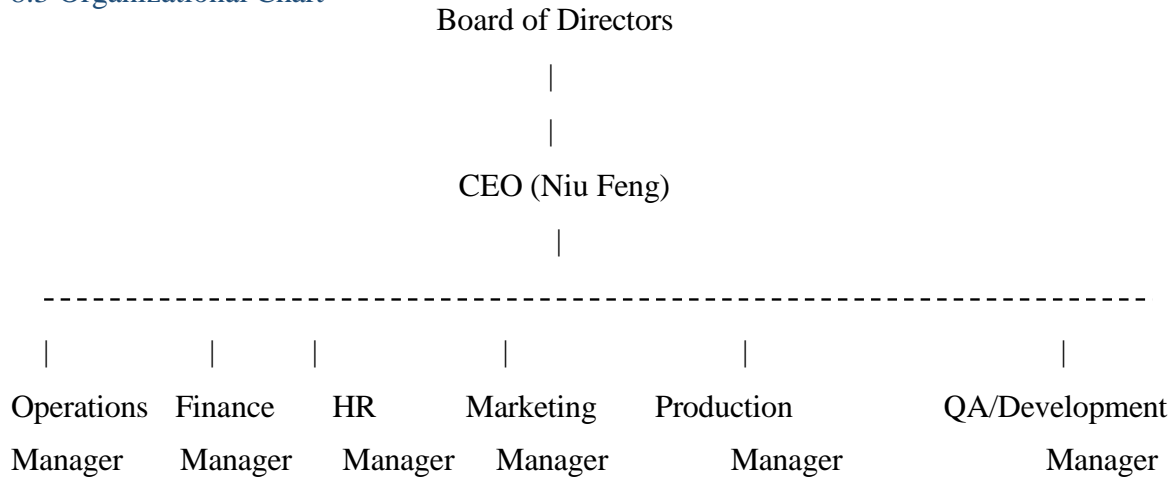 8.3 Organizational Chart
Board of Directors
|
|
CEO (Niu Feng)
|
------------------------------------------------------------------------
| | | | | |
Operations Finance HR Marketing Production QA/Development
Manager Manager Manager Manager Manager Manager